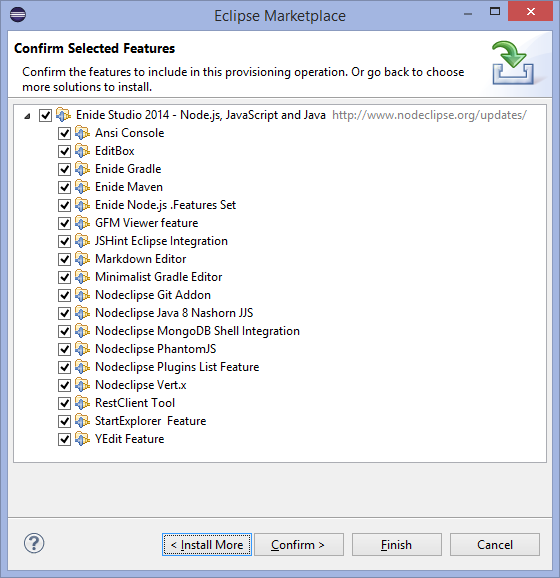 Eclipse Marketplace
Confirm Selected Features
Confirm the features to include in this provisioning operation. Or go back to choose
more solutions to install.
Enide Studio 2014 - Node.js, JavaScript and Java http://www.nodeclipse.org/updates/
Ansi Console
EditBox
Enide Gradle
Enide Maven
Enide Node.js .Features Set
GFM Viewer feature
JSHint Eclipse Integration
Markdown Editor
Minimalist Gradle Editor
Nodeclipse Git Addon
Nodeclipse Java 8 Nashorn JJS
Nodeclipse MongoDB Shell Integration
Nodeclipse PhantomJS
Nodeclipse Plugins List Feature
Nodeclipse Vert.x
RestClient Tool
StartExplorer  Feature
YEdit Feature
? < Install More Confirm > Finish Cancel